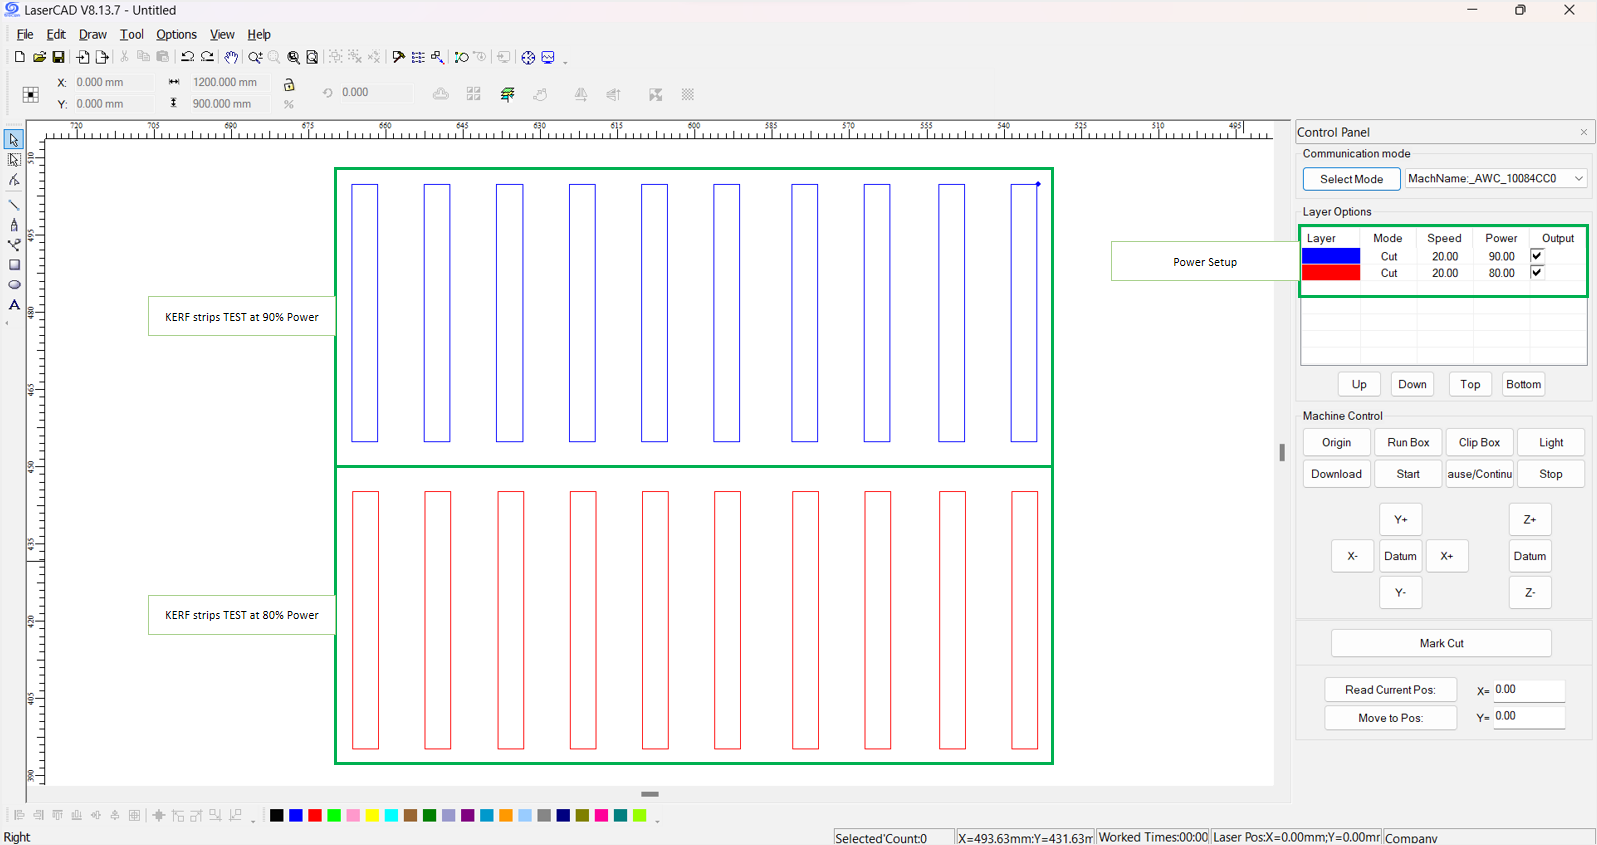 LaserCAD V8.13.7 - Untitled
File Edit Draw Tool Options View Help
X: 0.000 mm 1200.000 mm 0.000
Y: 0.000 mm 900.000 mm %
720 705 690 675 660 645 630 615 600 585 570 555 540 525 510 495
510
495
480
465
450
435
420
405
390
KERF strips TEST at 90% Power
KERF strips TEST at 80% Power
Power Setup
Control Panel
Communication mode
Select Mode MachName:_AWC_10084CC0
Layer Options
Layer Mode Speed Power Output
Cut 20.00 90.00
Cut 20.00 80.00
Up Down Top Bottom
Machine Control
Origin Run Box Clip Box Light
Download Start ause/Continu Stop
Y+ Z+
X- Datum X+ Datum
Y- Z-
Mark Cut
Read Current Pos: X= 0.00
Move to Pos: Y= 0.00
Right Selected'Count:0 X=493.63mm:Y=431.63m Worked Times:00:00 Laser Pos:X=0.00mm;Y=0.00mr Company